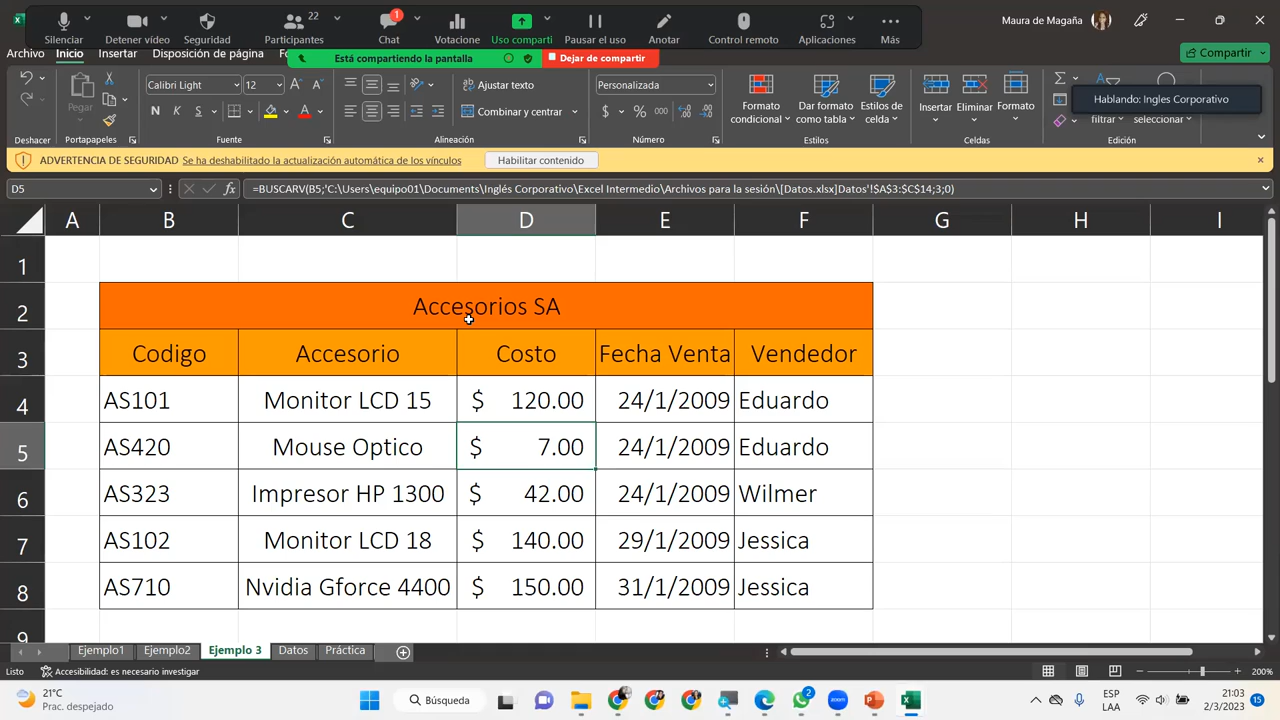 Silenciar
Detener vídeo
Seguridad
22
Participantes
1
Chat
Votacione
Uso comparti
Pausar el uso
Anotar
Control remoto
Aplicaciones
Más
Maura de Magaña
Archivo
Inicio
Insertar
Disposición de página
Está compartiendo la pantalla
Dejar de compartir
Compartir
Pegar
Calibri Light
12
N
K
S
Ajustar texto
Combinar y centrar
Personalizada
$ % 000
Formato condicional
Dar formato como tabla
Estilos de celda
Insertar
Eliminar
Formato
Hablando: Ingles Corporativo
filtrar
seleccionar
Deshacer
Portapapeles
Fuente
Alineación
Número
Estilos
Celdas
Edición
ADVERTENCIA DE SEGURIDAD Se ha deshabilitado la actualización automática de los vínculos
Habilitar contenido
D5
fx
=BUSCARV(B5;'C:\Users\equipo01\Documents\Inglés Corporativo\Excel Intermedio\Archivos para la sesión\[Datos.xlsx]Datos'!$A$3:$C$14;3;0)
A B C D E F G H I
1
2 Accesorios SA
3 Codigo Accesorio Costo Fecha Venta Vendedor
4 AS101 Monitor LCD 15 $ 120.00 24/1/2009 Eduardo
5 AS420 Mouse Optico $ 7.00 24/1/2009 Eduardo
6 AS323 Impresor HP 1300 $ 42.00 24/1/2009 Wilmer
7 AS102 Monitor LCD 18 $ 140.00 29/1/2009 Jessica
8 AS710 Nvidia Gforce 4400 $ 150.00 31/1/2009 Jessica
9
Ejemplo1
Ejemplo2
Ejemplo 3
Datos
Práctica
Listo
Accesibilidad: es necesario investigar
200%
21°C
Prac. despejado
Búsqueda
2
zoom
ESP
LAA
21:03
2/3/2023
15